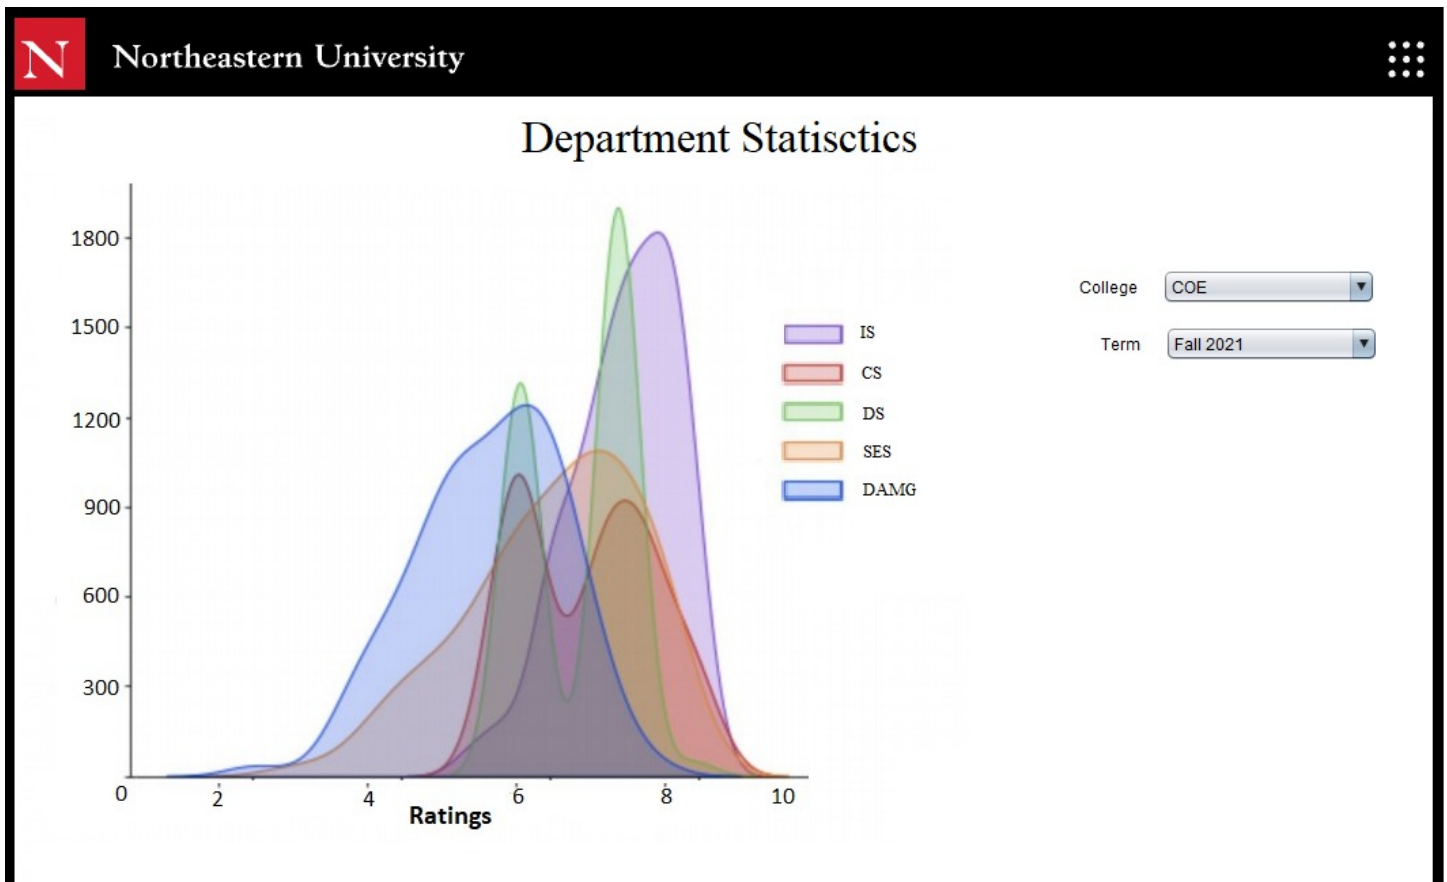 N Northeastern University
Department Statisctics
1800
1500
1200
900
600
300
0 2 4 6 8 10
Ratings
IS
CS
DS
SES
DAMG
College COE
Term Fall 2021